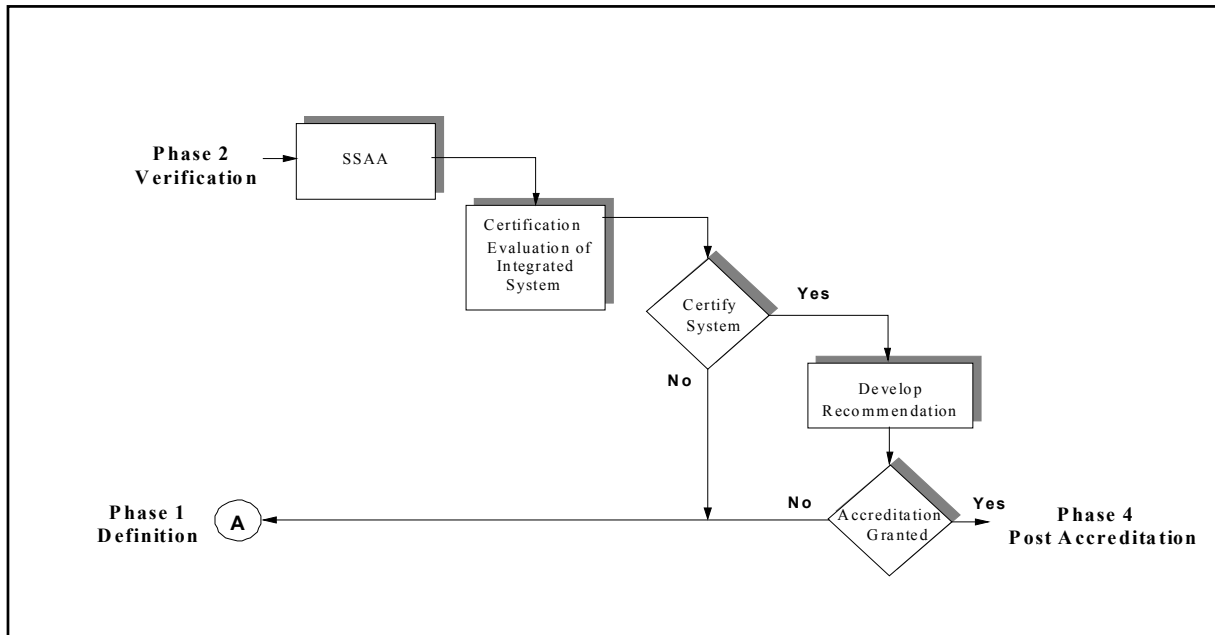 Phase 2
Verification
SSAA
Certification
Evaluation of
Integrated
System
Certify
System
Yes
No
Develop
Recommendation
Phase 1
Definition
A
No
Accreditation
Granted
Yes
Phase 4
Post Accreditation